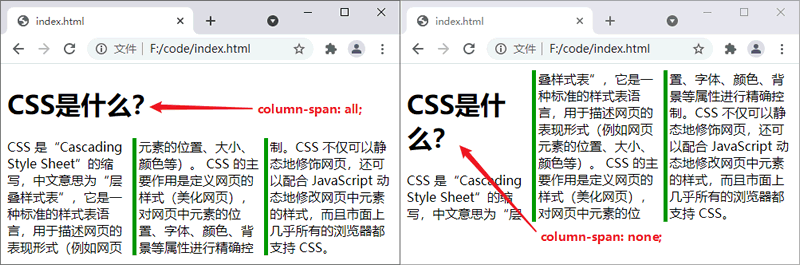 index.html
文件 F:/code/index.html
CSS是什么?
column-span: all;
CSS 是“Cascading
Style Sheet”的缩
写，中文意思为“层
叠样式表”，它是一
种标准的样式表语
言，用于描述网页的
表现形式（例如网页
元素的位置、大小、
颜色等）。 CSS 的主
要作用是定义网页的
样式（美化网页），
对网页中元素的位
置、字体、颜色、背
景等属性进行精确控
制。CSS 不仅可以静
态地修饰网页，还可
以配合 JavaScript 动
态地修改网页中元素
的样式，而且市面上
几乎所有的浏览器都
支持 CSS。
index.html
文件 F:/code/index.html
CSS是什
么?
CSS 是“Cascading
Style Sheet”的缩
写，中文意思为“层
叠样式表”，它是一
种标准的样式表语
言，用于描述网页的
表现形式（例如网页
元素的位置、大小、
颜色等）。 CSS 的主
要作用是定义网页的
样式（美化网页），
对网页中元素的位
置、字体、颜色、背
景等属性进行精确控
制。CSS 不仅可以静
态地修饰网页，还可
以配合 JavaScript 动
态地修改网页中元素
的样式，而且市面上
几乎所有的浏览器都
支持 CSS。
column-span: none;